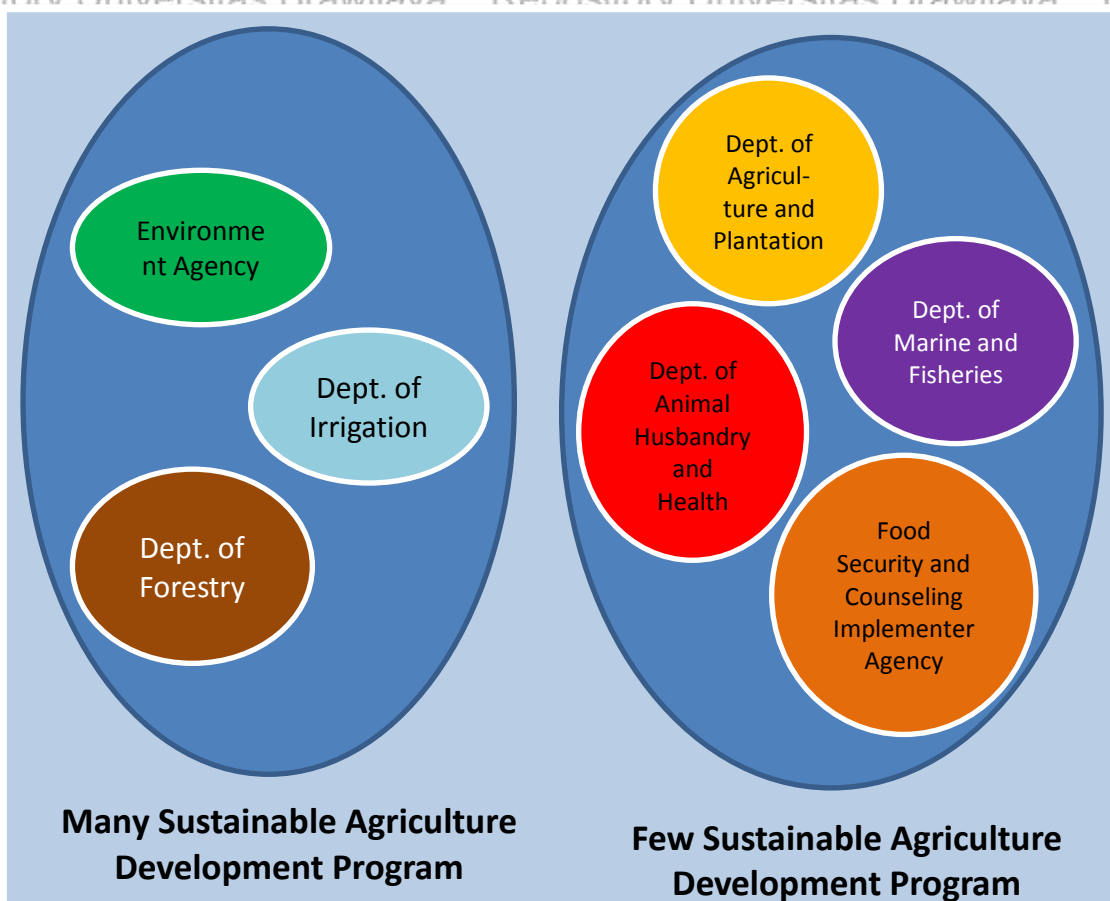 Environme
nt Agency
Dept. of
Irrigation
Dept. of
Forestry
Many Sustainable Agriculture
Development Program
Dept. of
Agricul-
ture and
Plantation
Dept. of
Marine and
Fisheries
Dept. of
Animal
Husbandry
and
Health
Food
Security and
Counseling
Implementer
Agency
Few Sustainable Agriculture
Development Program